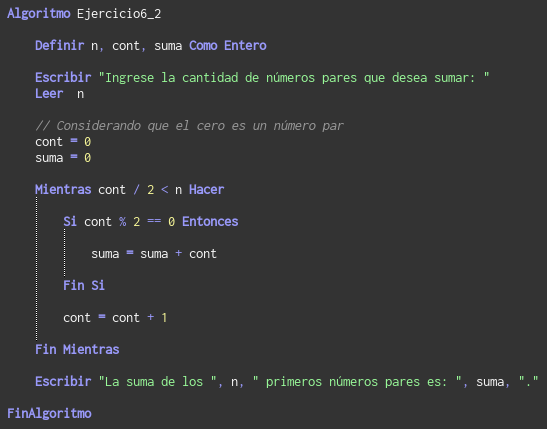 Algoritmo Ejercicio6_2
Definir n, cont, suma Como Entero
Escribir "Ingrese la cantidad de números pares que desea sumar: "
Leer n
// Considerando que el cero es un número par
cont = 0
suma = 0
Mientras cont / 2 < n Hacer
Si cont % 2 == 0 Entonces
suma = suma + cont
Fin Si
cont = cont + 1
Fin Mientras
Escribir "La suma de los ", n, " primeros números pares es: ", suma, "."
FinAlgoritmo